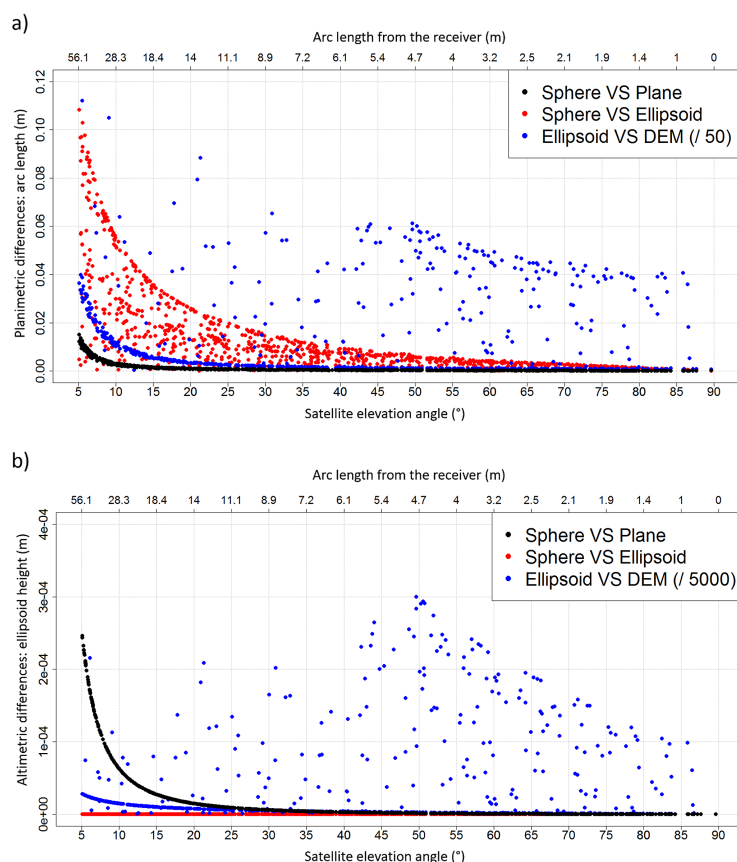 a)
Arc length from the receiver (m)
56.1 28.3 18.4 14 11.1 8.9 7.2 6.1 5.4 4.7 4 3.2 2.5 2.1 1.9 1.4 1 0
Planimetric differences: arc length (m)
0.12
0.10
0.08
0.06
0.04
0.02
0.00
Sphere VS Plane
Sphere VS Ellipsoid
Ellipsoid VS DEM (/ 50)
5 10 15 20 25 30 35 40 45 50 55 60 65 70 75 80 85 90
Satellite elevation angle (°)
b)
Arc length from the receiver (m)
56.1 28.3 18.4 14 11.1 8.9 7.2 6.1 5.4 4.7 4 3.2 2.5 2.1 1.9 1.4 1 0
Altimetric differences: ellipsoid height (m)
4e-04
3e-04
2e-04
1e-04
0e+00
Sphere VS Plane
Sphere VS Ellipsoid
Ellipsoid VS DEM (/ 5000)
5 10 15 20 25 30 35 40 45 50 55 60 65 70 75 80 85 90
Satellite elevation angle (°)